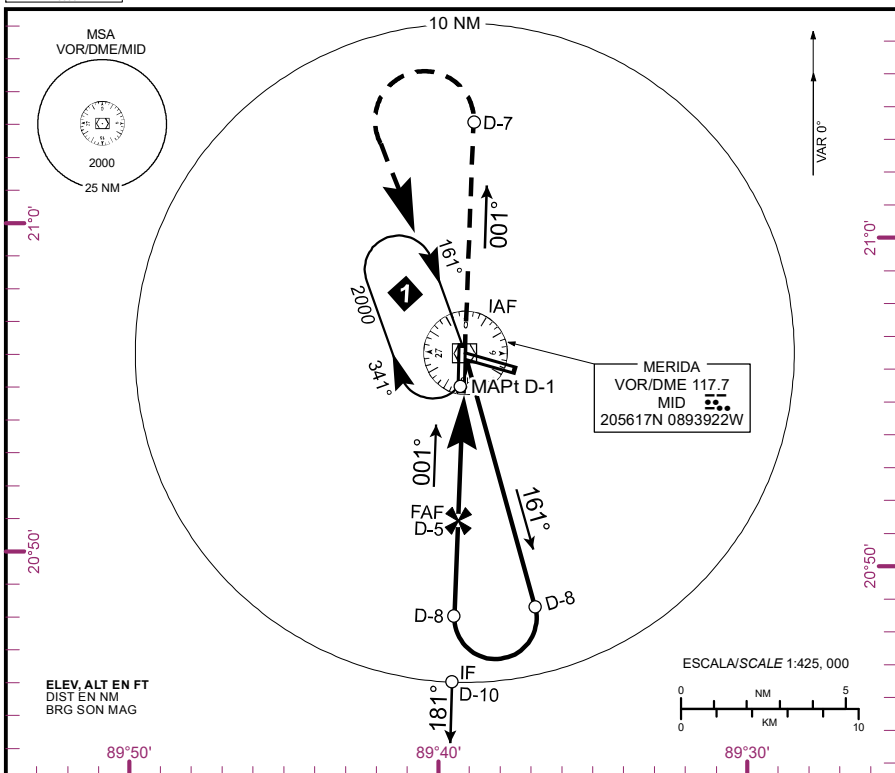 MSA
VOR/DME/MID
2000
25 NM
10 NM
VAR 0°
D-7
001°
161°
1
2000
341°
IAF
0
27
9
MAPt D-1
MERIDA
VOR/DME 117.7
MID
205617N 0893922W
001°
161°
FAF
D-5
D-8
D-8
IF
D-10
181°
21°0'
21°0'
20°50'
20°50'
ELEV, ALT EN FT
DIST EN NM
BRG SON MAG
ESCALA/SCALE 1:425, 000
0 NM 5
0 KM 10
89°50'
89°40'
89°30'